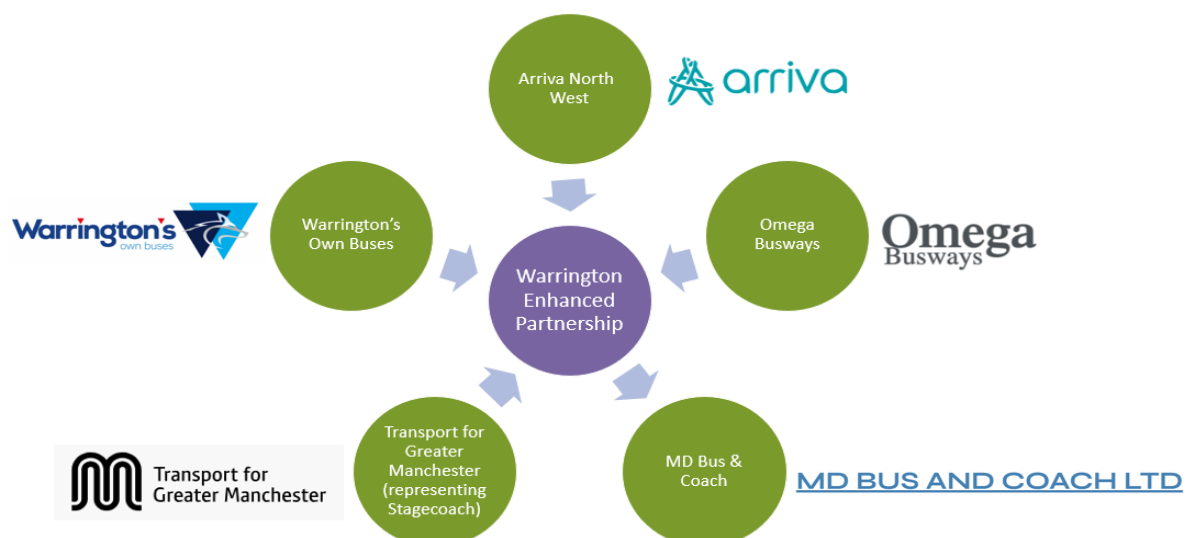 Arriva North
West
arriva
Warrington's
own buses
Warrington’s
Own Buses
Omega
Busways
Omega
Busways
Warrington
Enhanced
Partnership
Transport for
Greater Manchester
Transport for
Greater
Manchester
(representing
Stagecoach)
MD Bus &
Coach
MD BUS AND COACH LTD